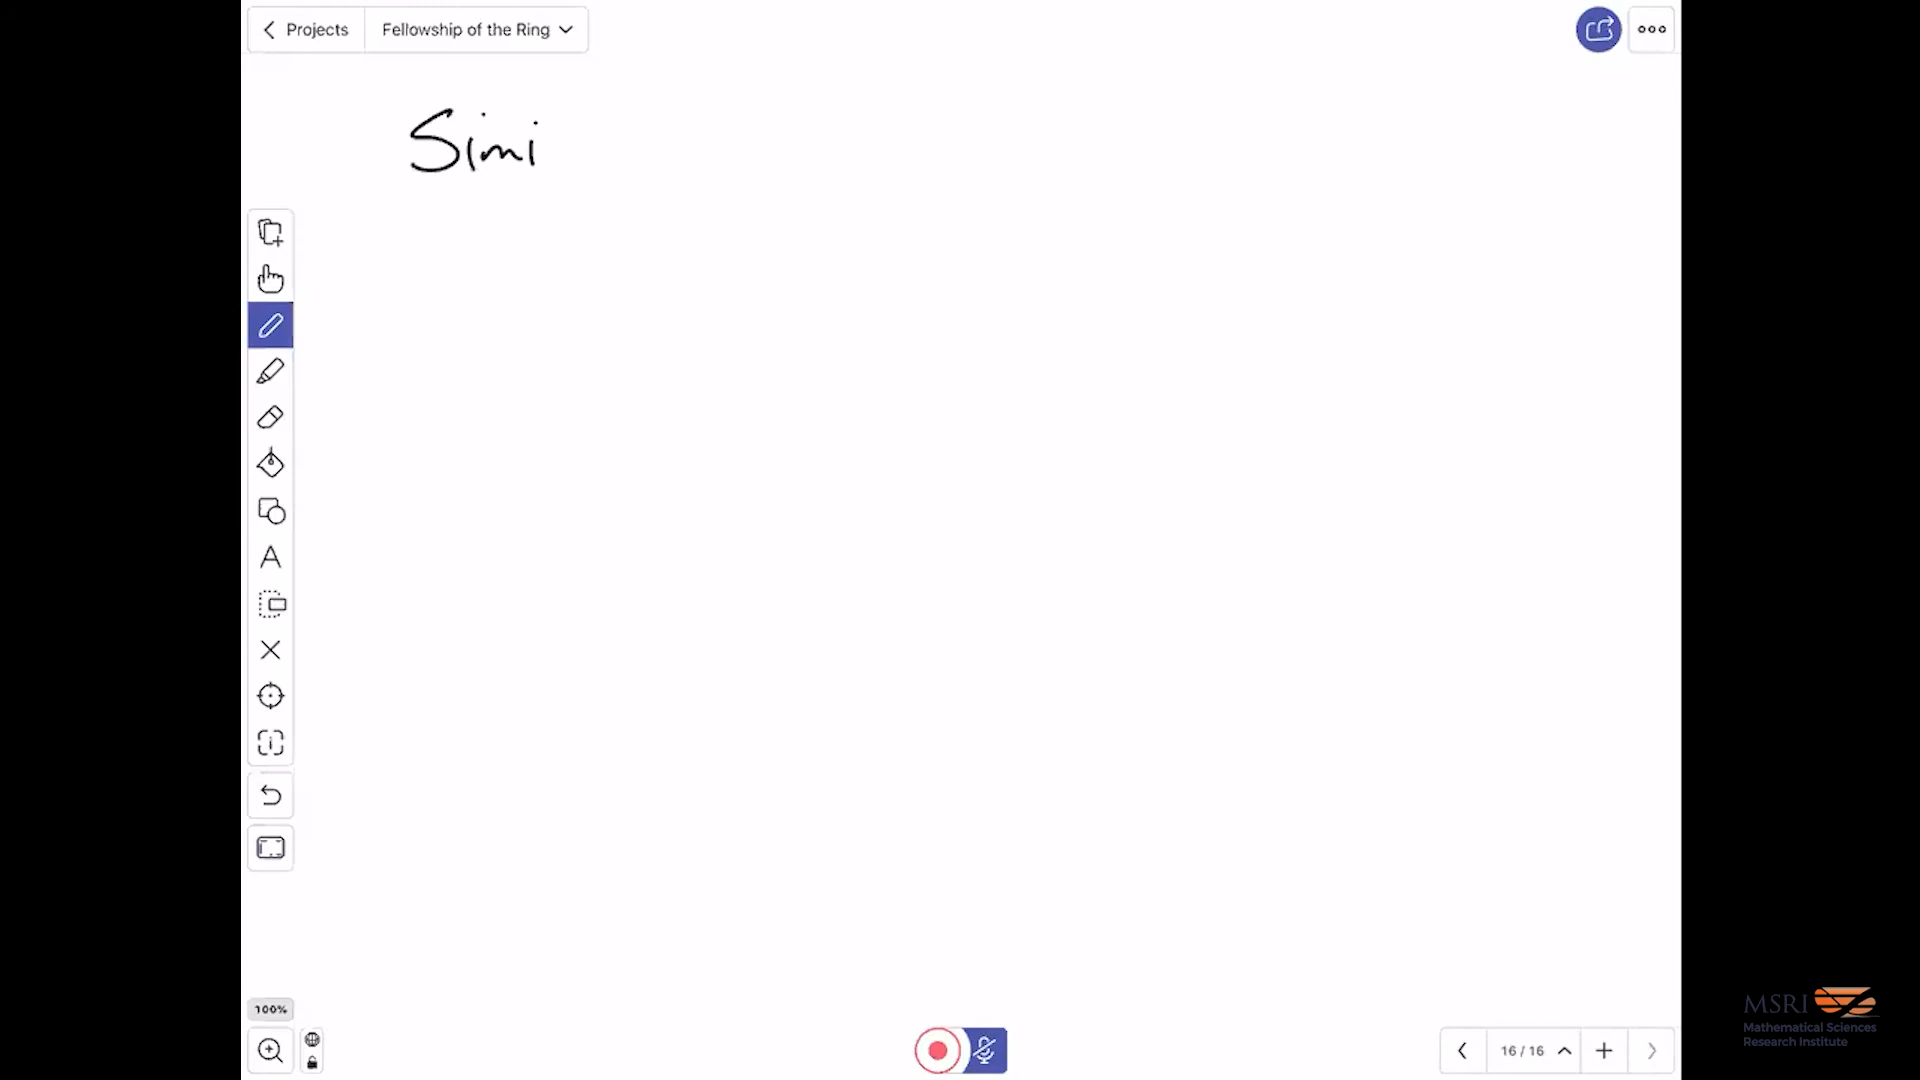 Projects
Fellowship of the Ring
Simi
A
100%
16 / 16
MSRI
Mathematical Sciences
Research Institute